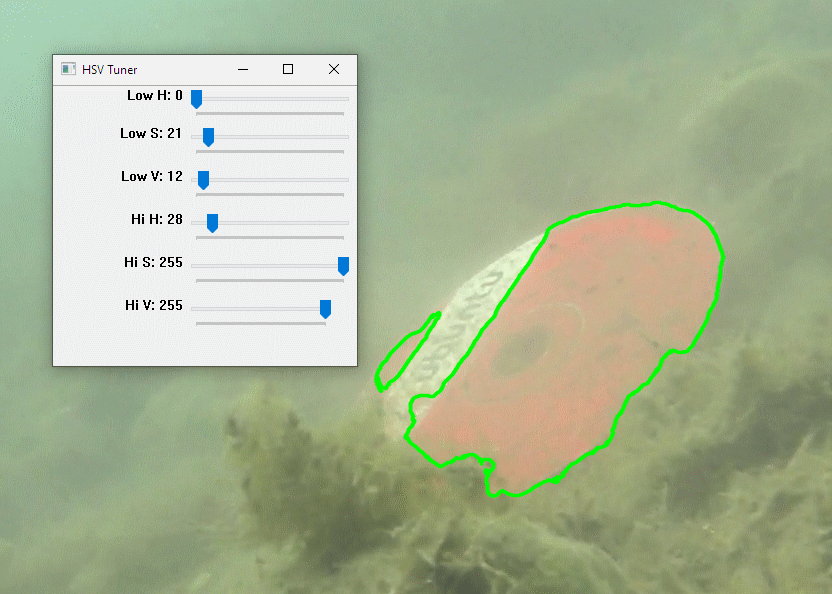 HSV Tuner
Low H: 0
Low S: 21
Low V: 12
Hi H: 28
Hi S: 255
Hi V: 255